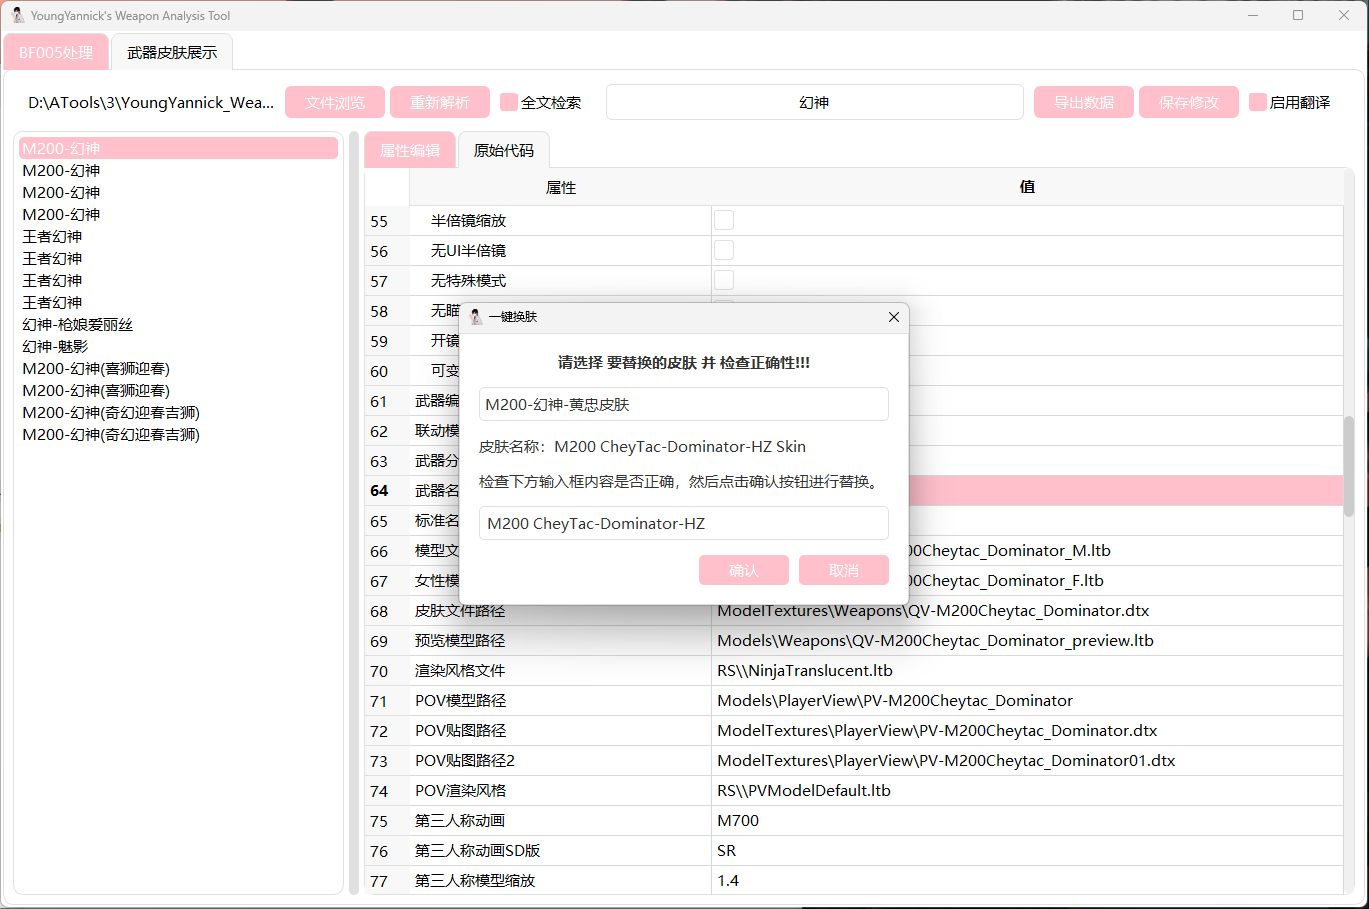 YoungYannick's Weapon Analysis Tool
BF005处理
武器皮肤展示
D:\ATools\3\YoungYannick_Wea...
文件浏览
重新解析
全文检索
幻神
导出数据
保存修改
启用翻译
M200-幻神
M200-幻神
M200-幻神
M200-幻神
王者幻神
王者幻神
王者幻神
王者幻神
幻神-枪娘爱丽丝
幻神-魅影
M200-幻神(喜狮迎春)
M200-幻神(喜狮迎春)
M200-幻神(奇幻迎春吉狮)
M200-幻神(奇幻迎春吉狮)
属性编辑
原始代码
属性 值
55 半倍镜缩放
56 无UI半倍镜
57 无特殊模式
58 无瞄
59 开镜
60 可变
61 武器编
62 联动模
63 武器分
64 武器名
65 标准名
66 模型文 00Cheytac_Dominator_M.ltb
67 女性模 00Cheytac_Dominator_F.ltb
68 皮肤文件路径 ModelTextures\Weapons\QV-M200Cheytac_Dominator.dtx
69 预览模型路径 Models\Weapons\QV-M200Cheytac_Dominator_preview.ltb
70 渲染风格文件 RS\\NinjaTranslucent.ltb
71 POV模型路径 Models\PlayerView\PV-M200Cheytac_Dominator
72 POV贴图路径 ModelTextures\PlayerView\PV-M200Cheytac_Dominator.dtx
73 POV贴图路径2 ModelTextures\PlayerView\PV-M200Cheytac_Dominator01.dtx
74 POV渲染风格 RS\\PVModelDefault.ltb
75 第三人称动画 M700
76 第三人称动画SD版 SR
77 第三人称模型缩放 1.4
一键换肤
请选择 要替换的皮肤 并 检查正确性!!!
M200-幻神-黄忠皮肤
皮肤名称：M200 CheyTac-Dominator-HZ Skin
检查下方输入框内容是否正确，然后点击确认按钮进行替换。
M200 CheyTac-Dominator-HZ
确认
取消